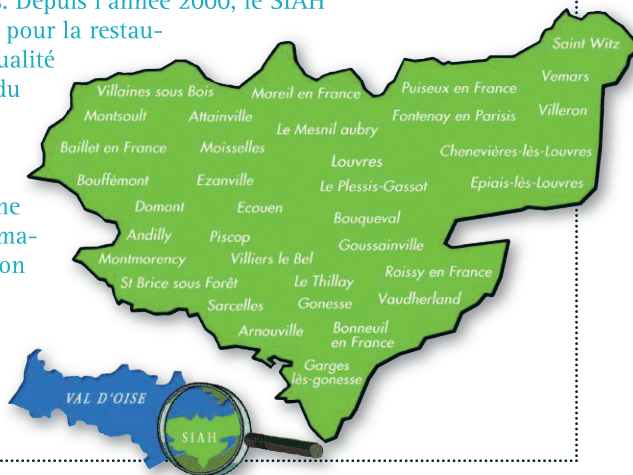 s. Depuis l'année 2000, le SIAH
pour la restau-
ualité
du
ne
ma-
on
Saint Witz
Vemars
Villaines sous Bois
Mareil en France
Puiseux en France
Montsoult
Attainville
Fontenay en Parisis
Villeron
Le Mesnil aubry
Baillet en France
Moisselles
Louvres
Chenevières-lès-Louvres
Bouffémont
Ezanville
Le Plessis-Gassot
Epiais-lès-Louvres
Domont
Ecouen
Bouqueval
Andilly
Piscop
Goussainville
Montmorency
Villiers le Bel
Roissy en France
St Brice sous Forêt
Le Thillay
Sarcelles
Gonesse
Vaudherland
Arnouville
Bonneuil
en France
Garges
lès-gonesse
VAL D'OISE
SIAH